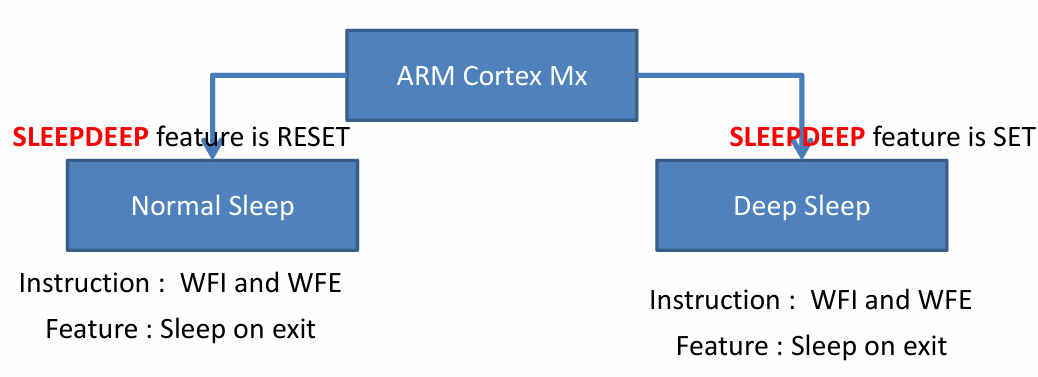 ARM Cortex Mx
SLEEPDEEP feature is RESET
SLEEPDEEP feature is SET
Normal Sleep
Deep Sleep
Instruction :  WFI and WFE
Feature : Sleep on exit
Instruction :  WFI and WFE
Feature : Sleep on exit